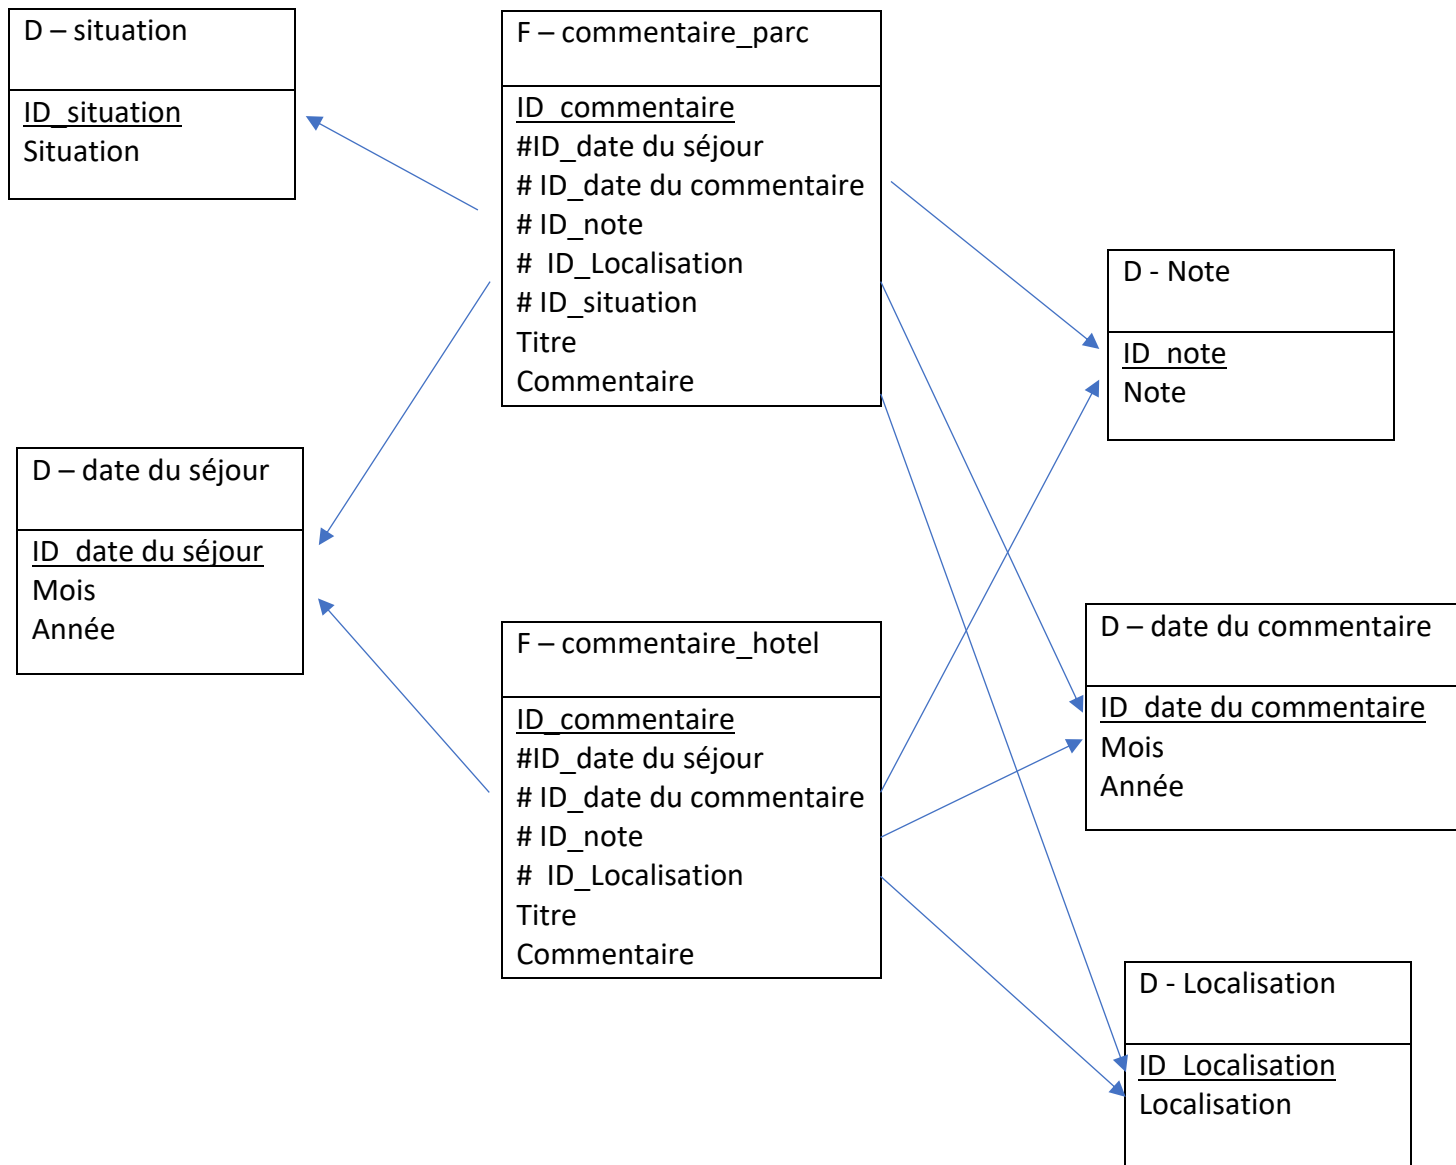 D – situation
ID_situation
Situation
F – commentaire_parc
ID_commentaire
#ID_date du séjour
# ID_date du commentaire
# ID_note
#  ID_Localisation
# ID_situation
Titre
Commentaire
D - Note
ID_note
Note
D – date du séjour
ID_date du séjour
Mois
Année
F – commentaire_hotel
ID_commentaire
#ID_date du séjour
# ID_date du commentaire
# ID_note
#  ID_Localisation
Titre
Commentaire
D – date du commentaire
ID_date du commentaire
Mois
Année
D - Localisation
ID_Localisation
Localisation